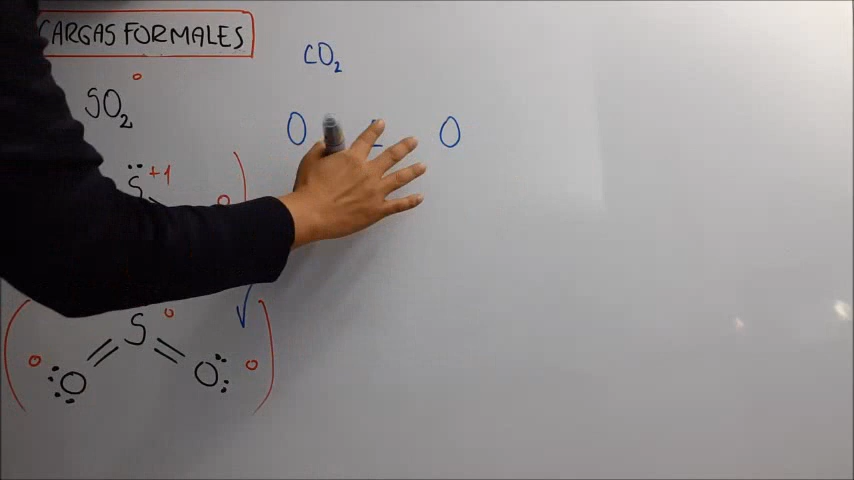 CARGAS FORMALES
CO2
0
SO2
O O
S +1
0
S 0
0 O O 0